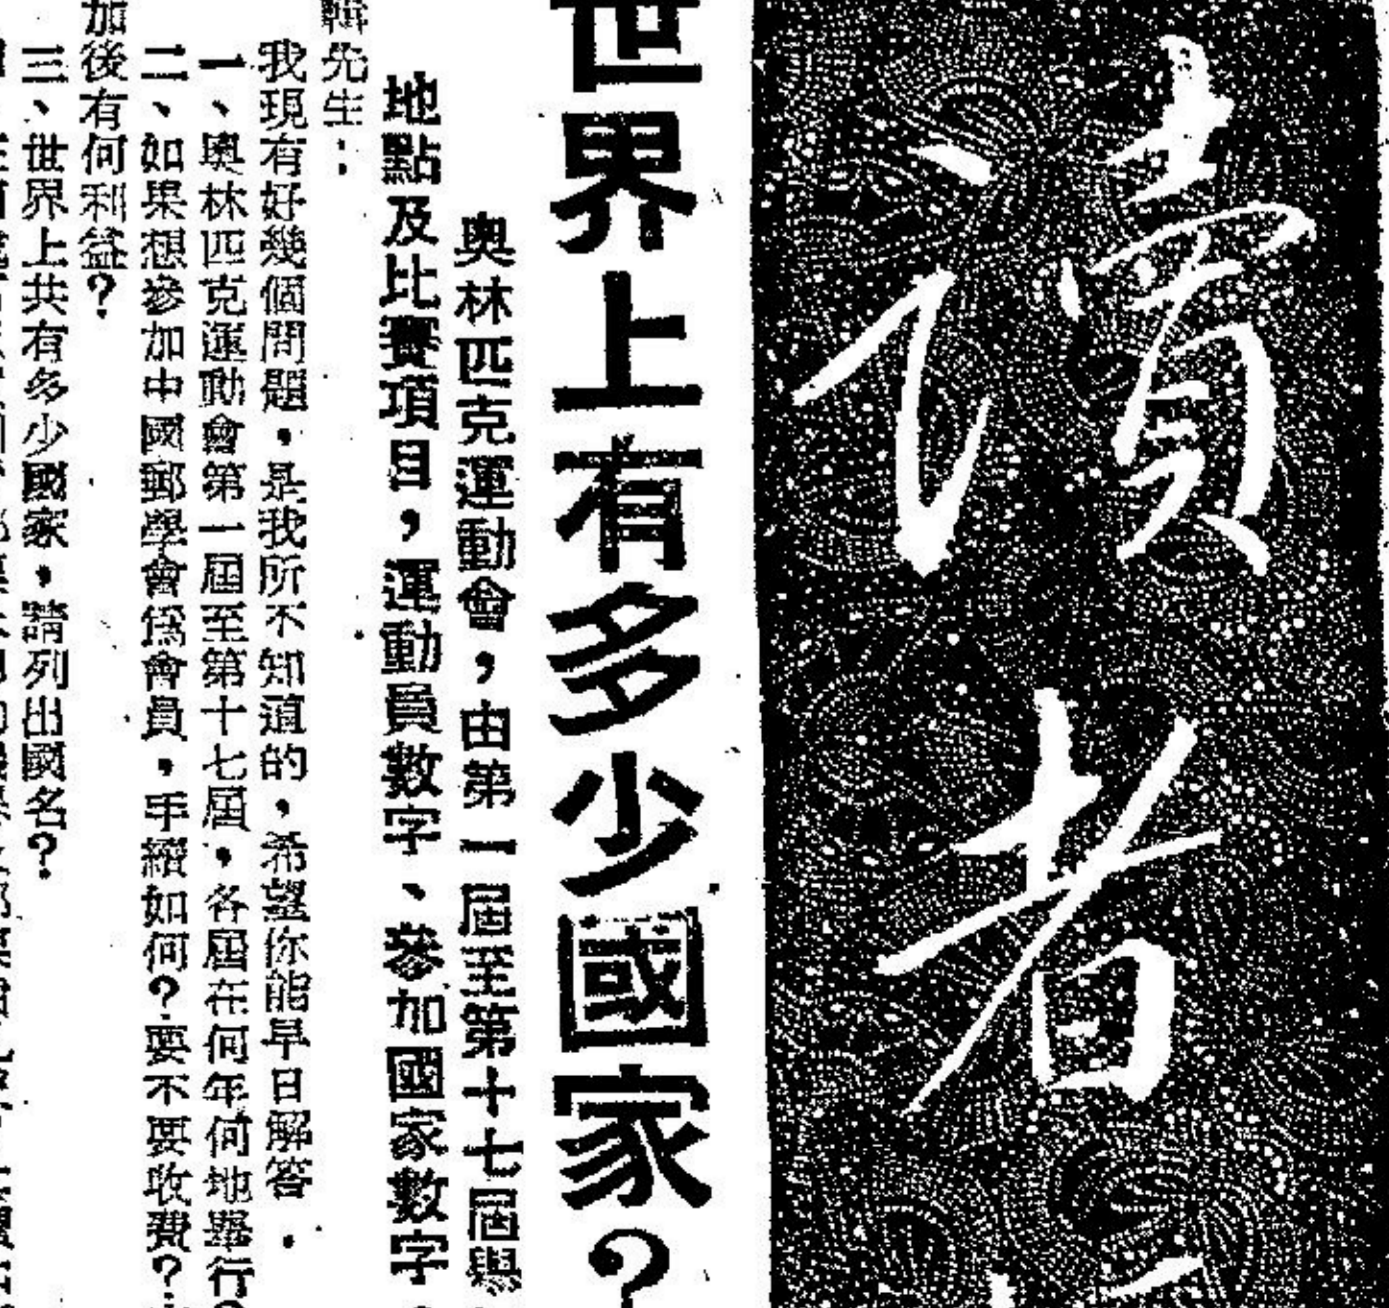 讀者
世界上有多少國家？
奧林匹克運動會，由第一屆至第十七屆與
地點及比賽項目，運動員數字、參加國家數字。
輯先生：
我現有好幾個問題，是我所不知道的，希望你能早日解答．
一、奧林匹克運動會第一屆至第十七屆，各屆在何年何地舉行？
二、如果想參加中國郵學會為會員，手續如何？要不要收費？
加後有何利益？
三、世界上共有多少國家，請列出國名？